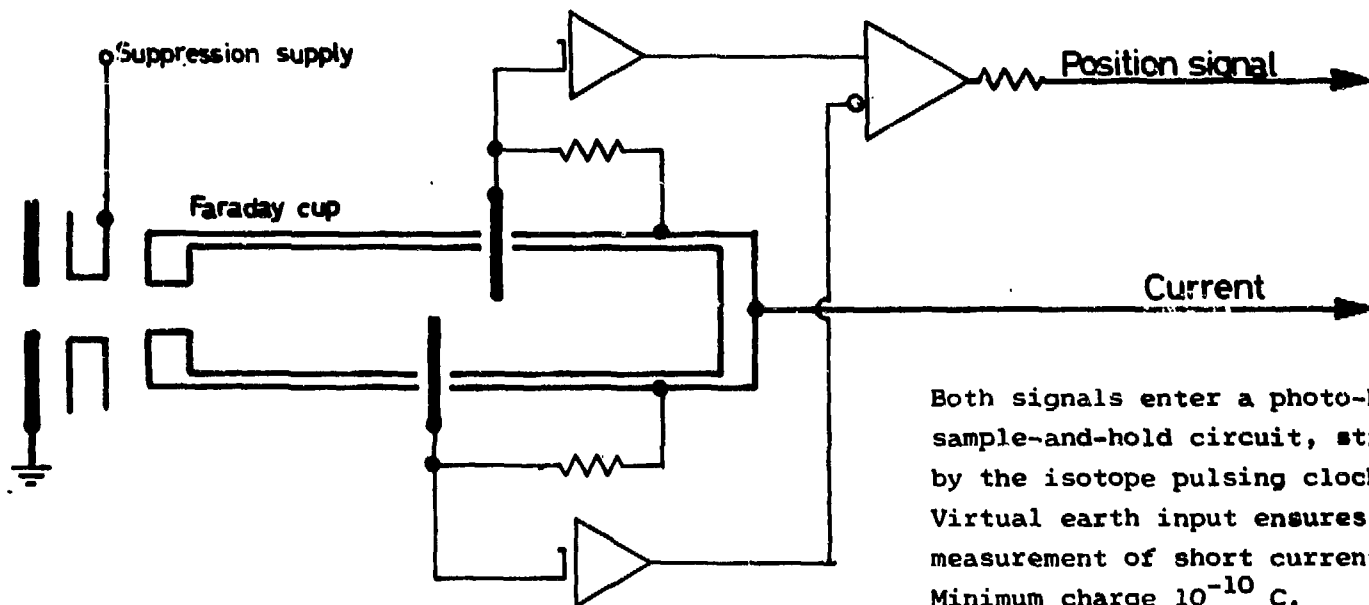 Suppression supply
Position signal
Faraday cup
Current
Both signals enter a photo-
sample-and-hold circuit,
by the isotope pulsing clock
Virtual earth input ensures
measurement of short current
Minimum charge 10⁻¹⁰ C.